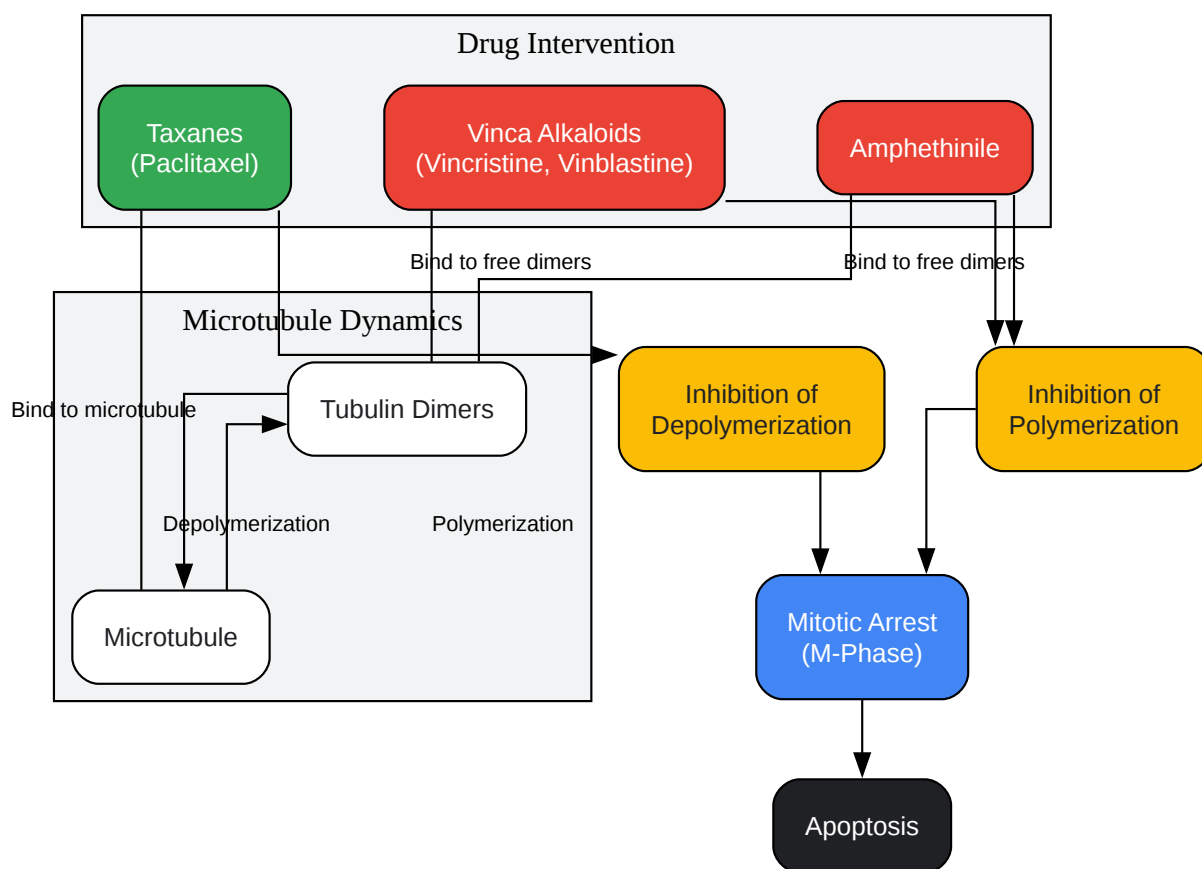 Drug Intervention
Taxanes
(Paclitaxel)
Vinca Alkaloids
(Vincristine, Vinblastine)
Amphethinile
Bind to free dimers
Bind to free dimers
Microtubule Dynamics
Bind to microtubule
Tubulin Dimers
Inhibition of
Depolymerization
Inhibition of
Polymerization
Depolymerization
Polymerization
Microtubule
Mitotic Arrest
(M-Phase)
Apoptosis